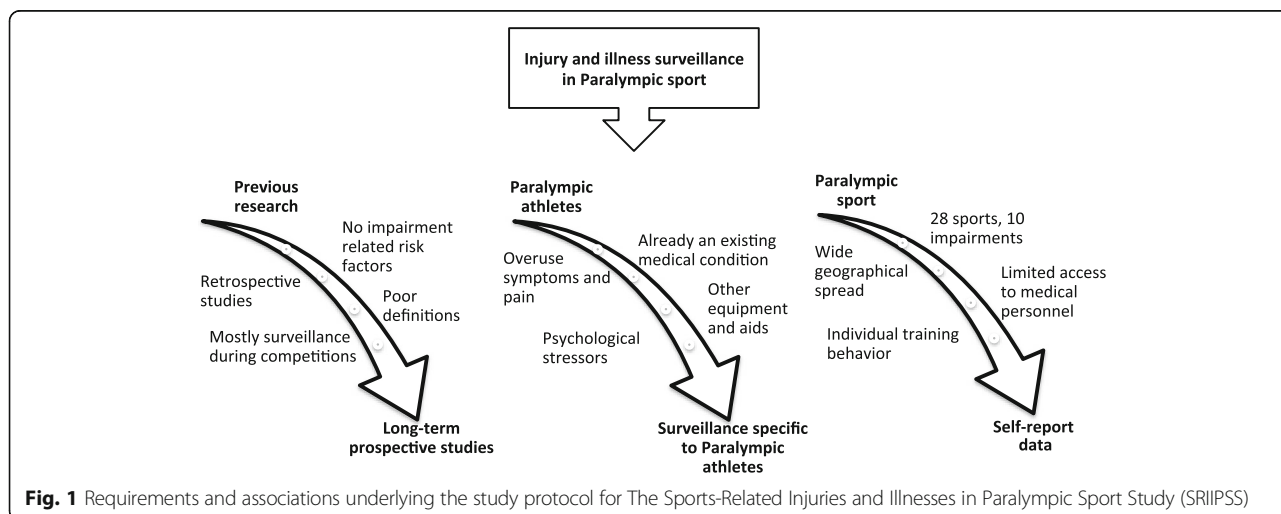 Injury and illness surveillance
in Paralympic sport
Previous
research
No impairment
related risk
factors
Retrospective
studies
Poor
definitions
Mostly surveillance
during competitions
Long-term
prospective studies
Paralympic
athletes
Already an existing
medical condition
Overuse
symptoms and
pain
Other
equipment
and aids
Psychological
stressors
Surveillance specific
to Paralympic
athletes
Paralympic
sport
28 sports, 10
impairments
Wide
geographical
spread
Limited access
to medical
personnel
Individual training
behavior
Self-report
data
Fig. 1 Requirements and associations underlying the study protocol for The Sports-Related Injuries and Illnesses in Paralympic Sport Study (SRIIPSS)